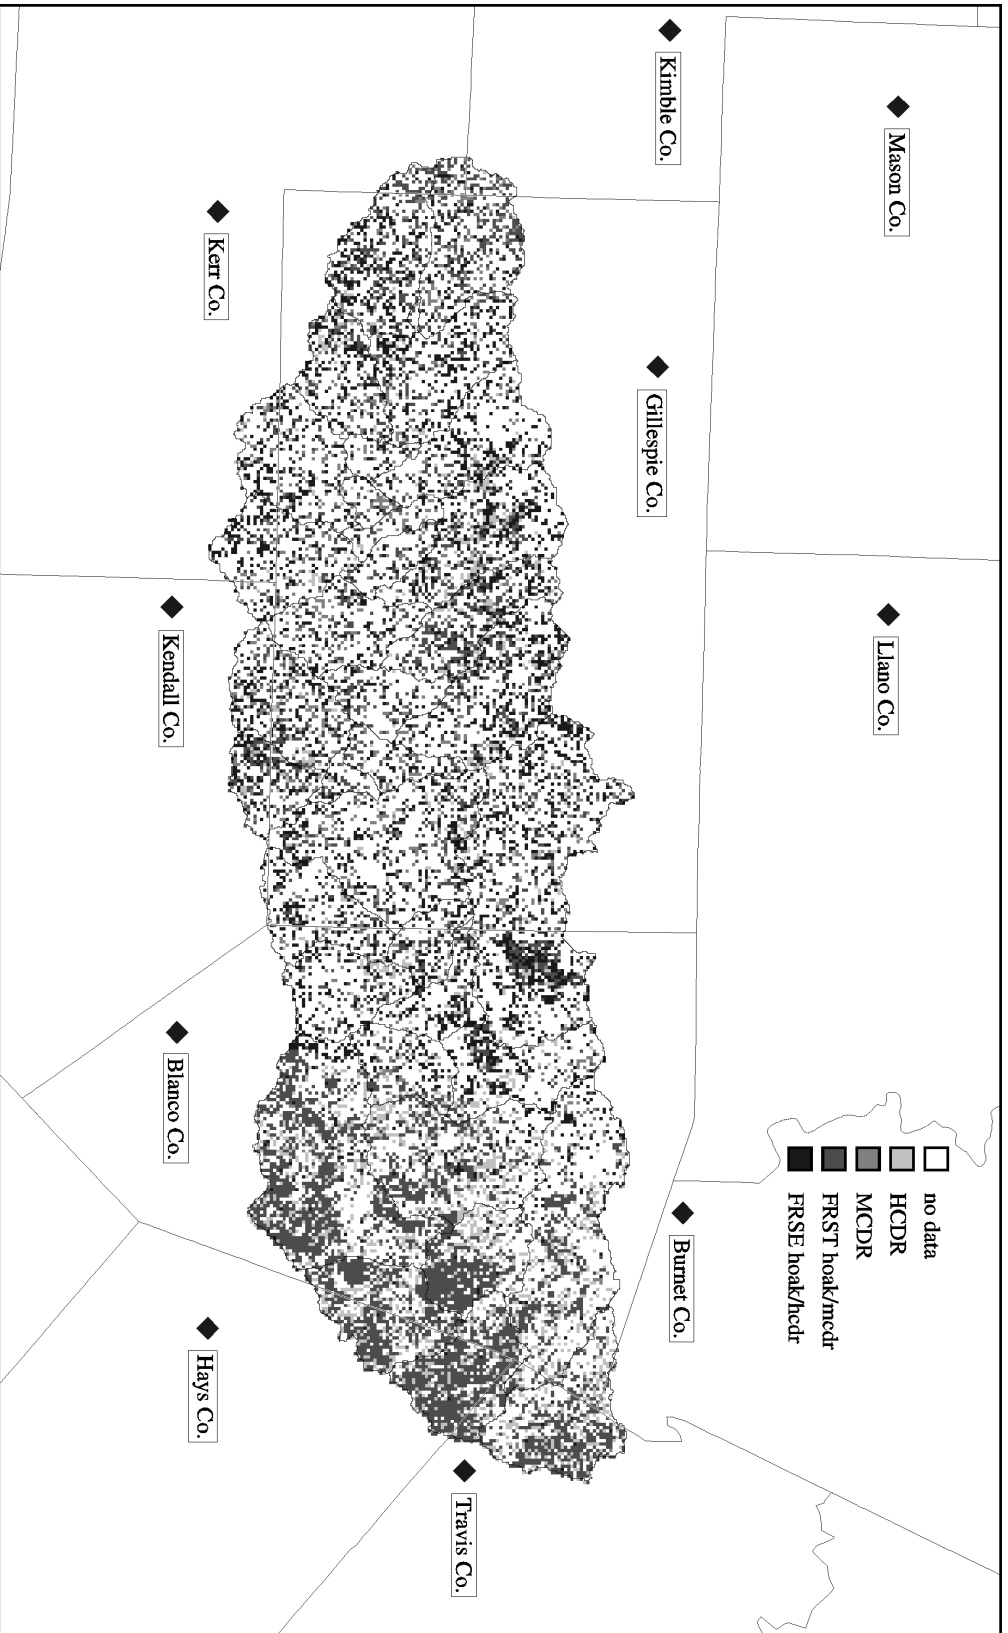 Mason Co.
Kimble Co.
Llano Co.
Gillespie Co.
Kerr Co.
Kendall Co.
no data
HCDR
MCDR
FRST hoak/mcdr
FRSE hoak/hcdr
Burnet Co.
Blanco Co.
Hays Co.
Travis Co.